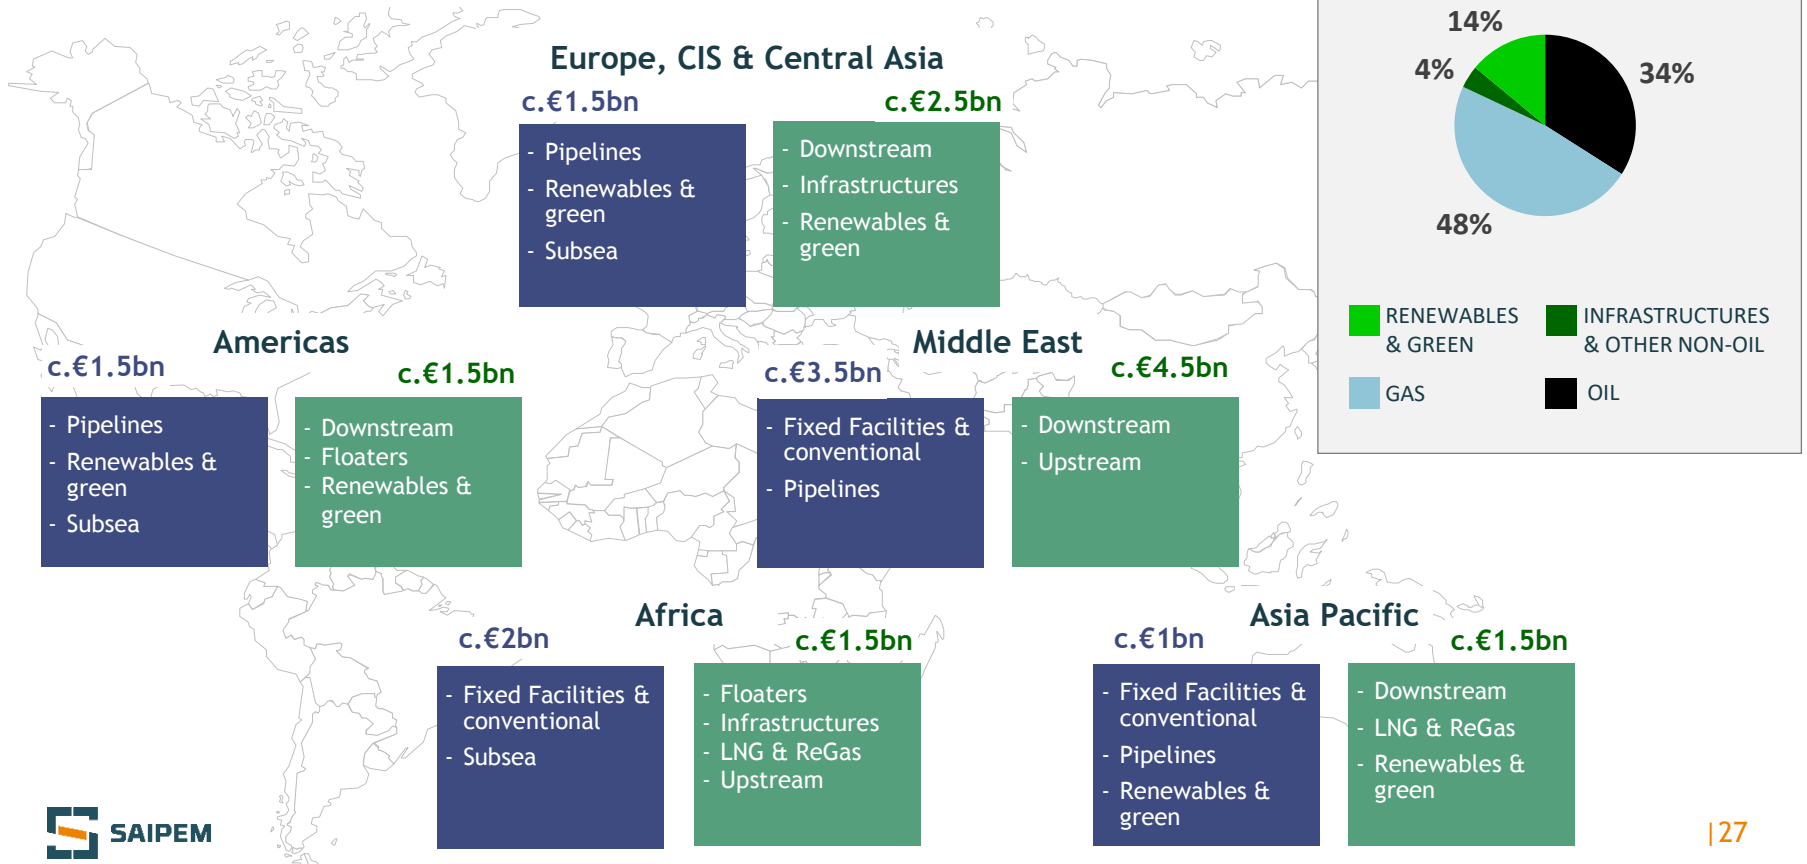 Europe, CIS & Central Asia
c.€1.5bn
- Pipelines
- Renewables &
green
- Subsea
c.€2.5bn
- Downstream
- Infrastructures
- Renewables &
green
14%
4%
34%
48%
RENEWABLES
& GREEN
INFRASTRUCTURES
& OTHER NON-OIL
GAS
OIL
Americas
c.€1.5bn
- Pipelines
- Renewables &
green
- Subsea
c.€1.5bn
- Downstream
- Floaters
- Renewables &
green
Middle East
c.€3.5bn
- Fixed Facilities &
conventional
- Pipelines
c.€4.5bn
- Downstream
- Upstream
Africa
c.€2bn
- Fixed Facilities &
conventional
- Subsea
c.€1.5bn
- Floaters
- Infrastructures
- LNG & ReGas
- Upstream
Asia Pacific
c.€1bn
- Fixed Facilities &
conventional
- Pipelines
- Renewables &
green
c.€1.5bn
- Downstream
- LNG & ReGas
- Renewables &
green
SAIPEM
|27